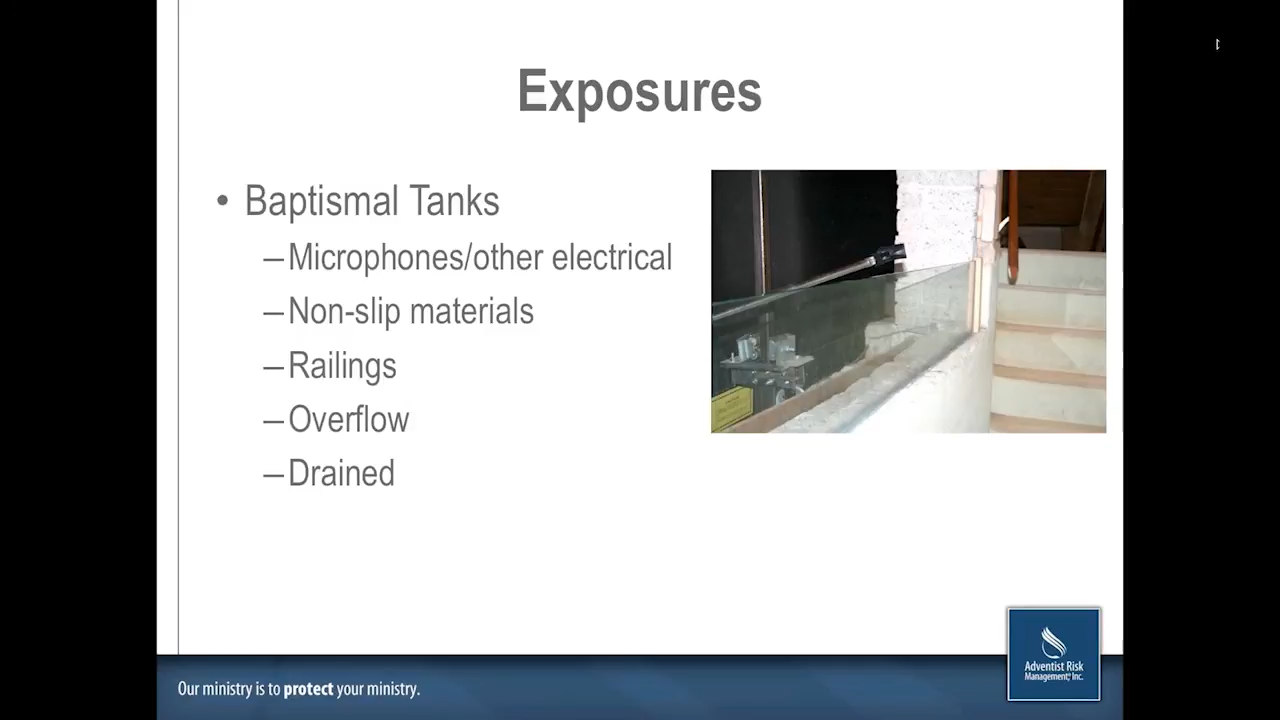 Exposures
• Baptismal Tanks
–Microphones/other electrical
–Non-slip materials
–Railings
–Overflow
–Drained
Our ministry is to protect your ministry.
Adventist Risk
Management, Inc.